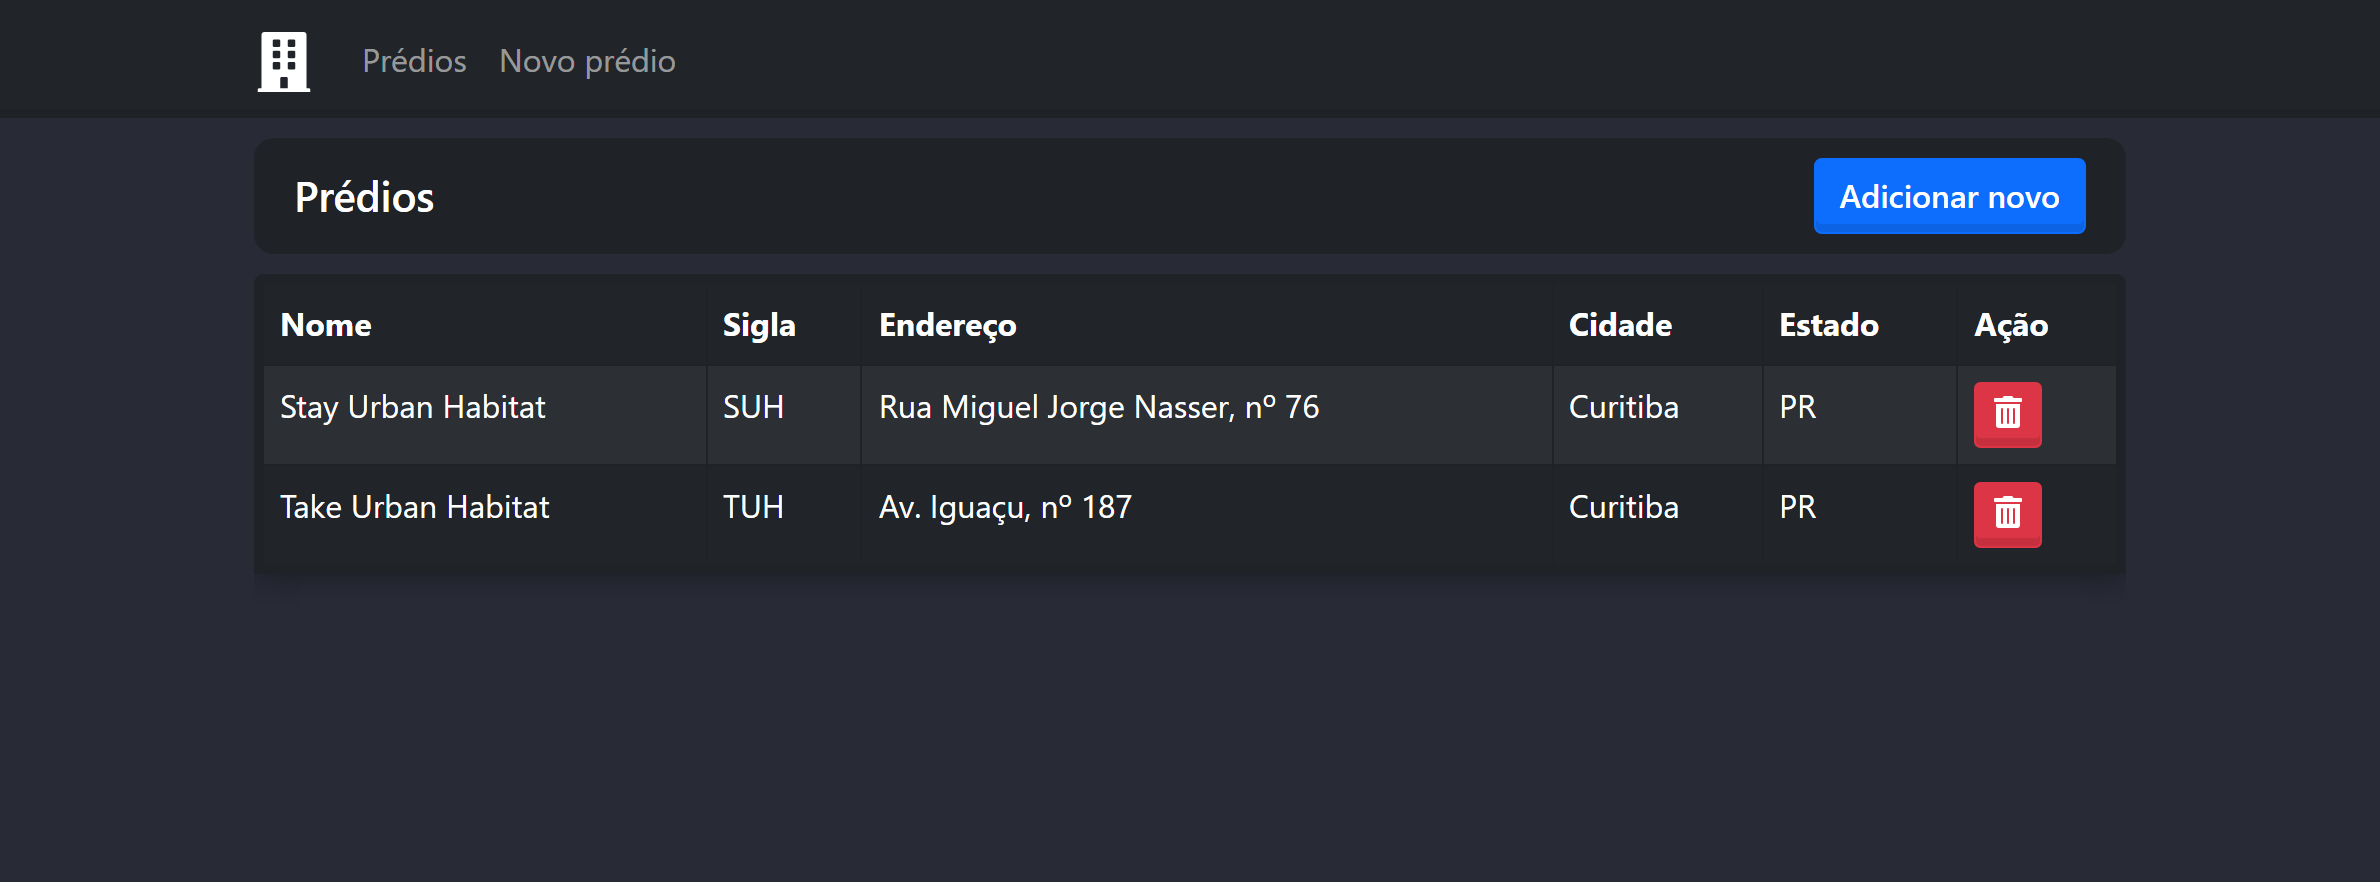 Prédios Novo prédio
Prédios Adicionar novo
Nome Sigla Endereço Cidade Estado Ação
Stay Urban Habitat SUH Rua Miguel Jorge Nasser, nº 76 Curitiba PR
Take Urban Habitat TUH Av. Iguaçu, nº 187 Curitiba PR